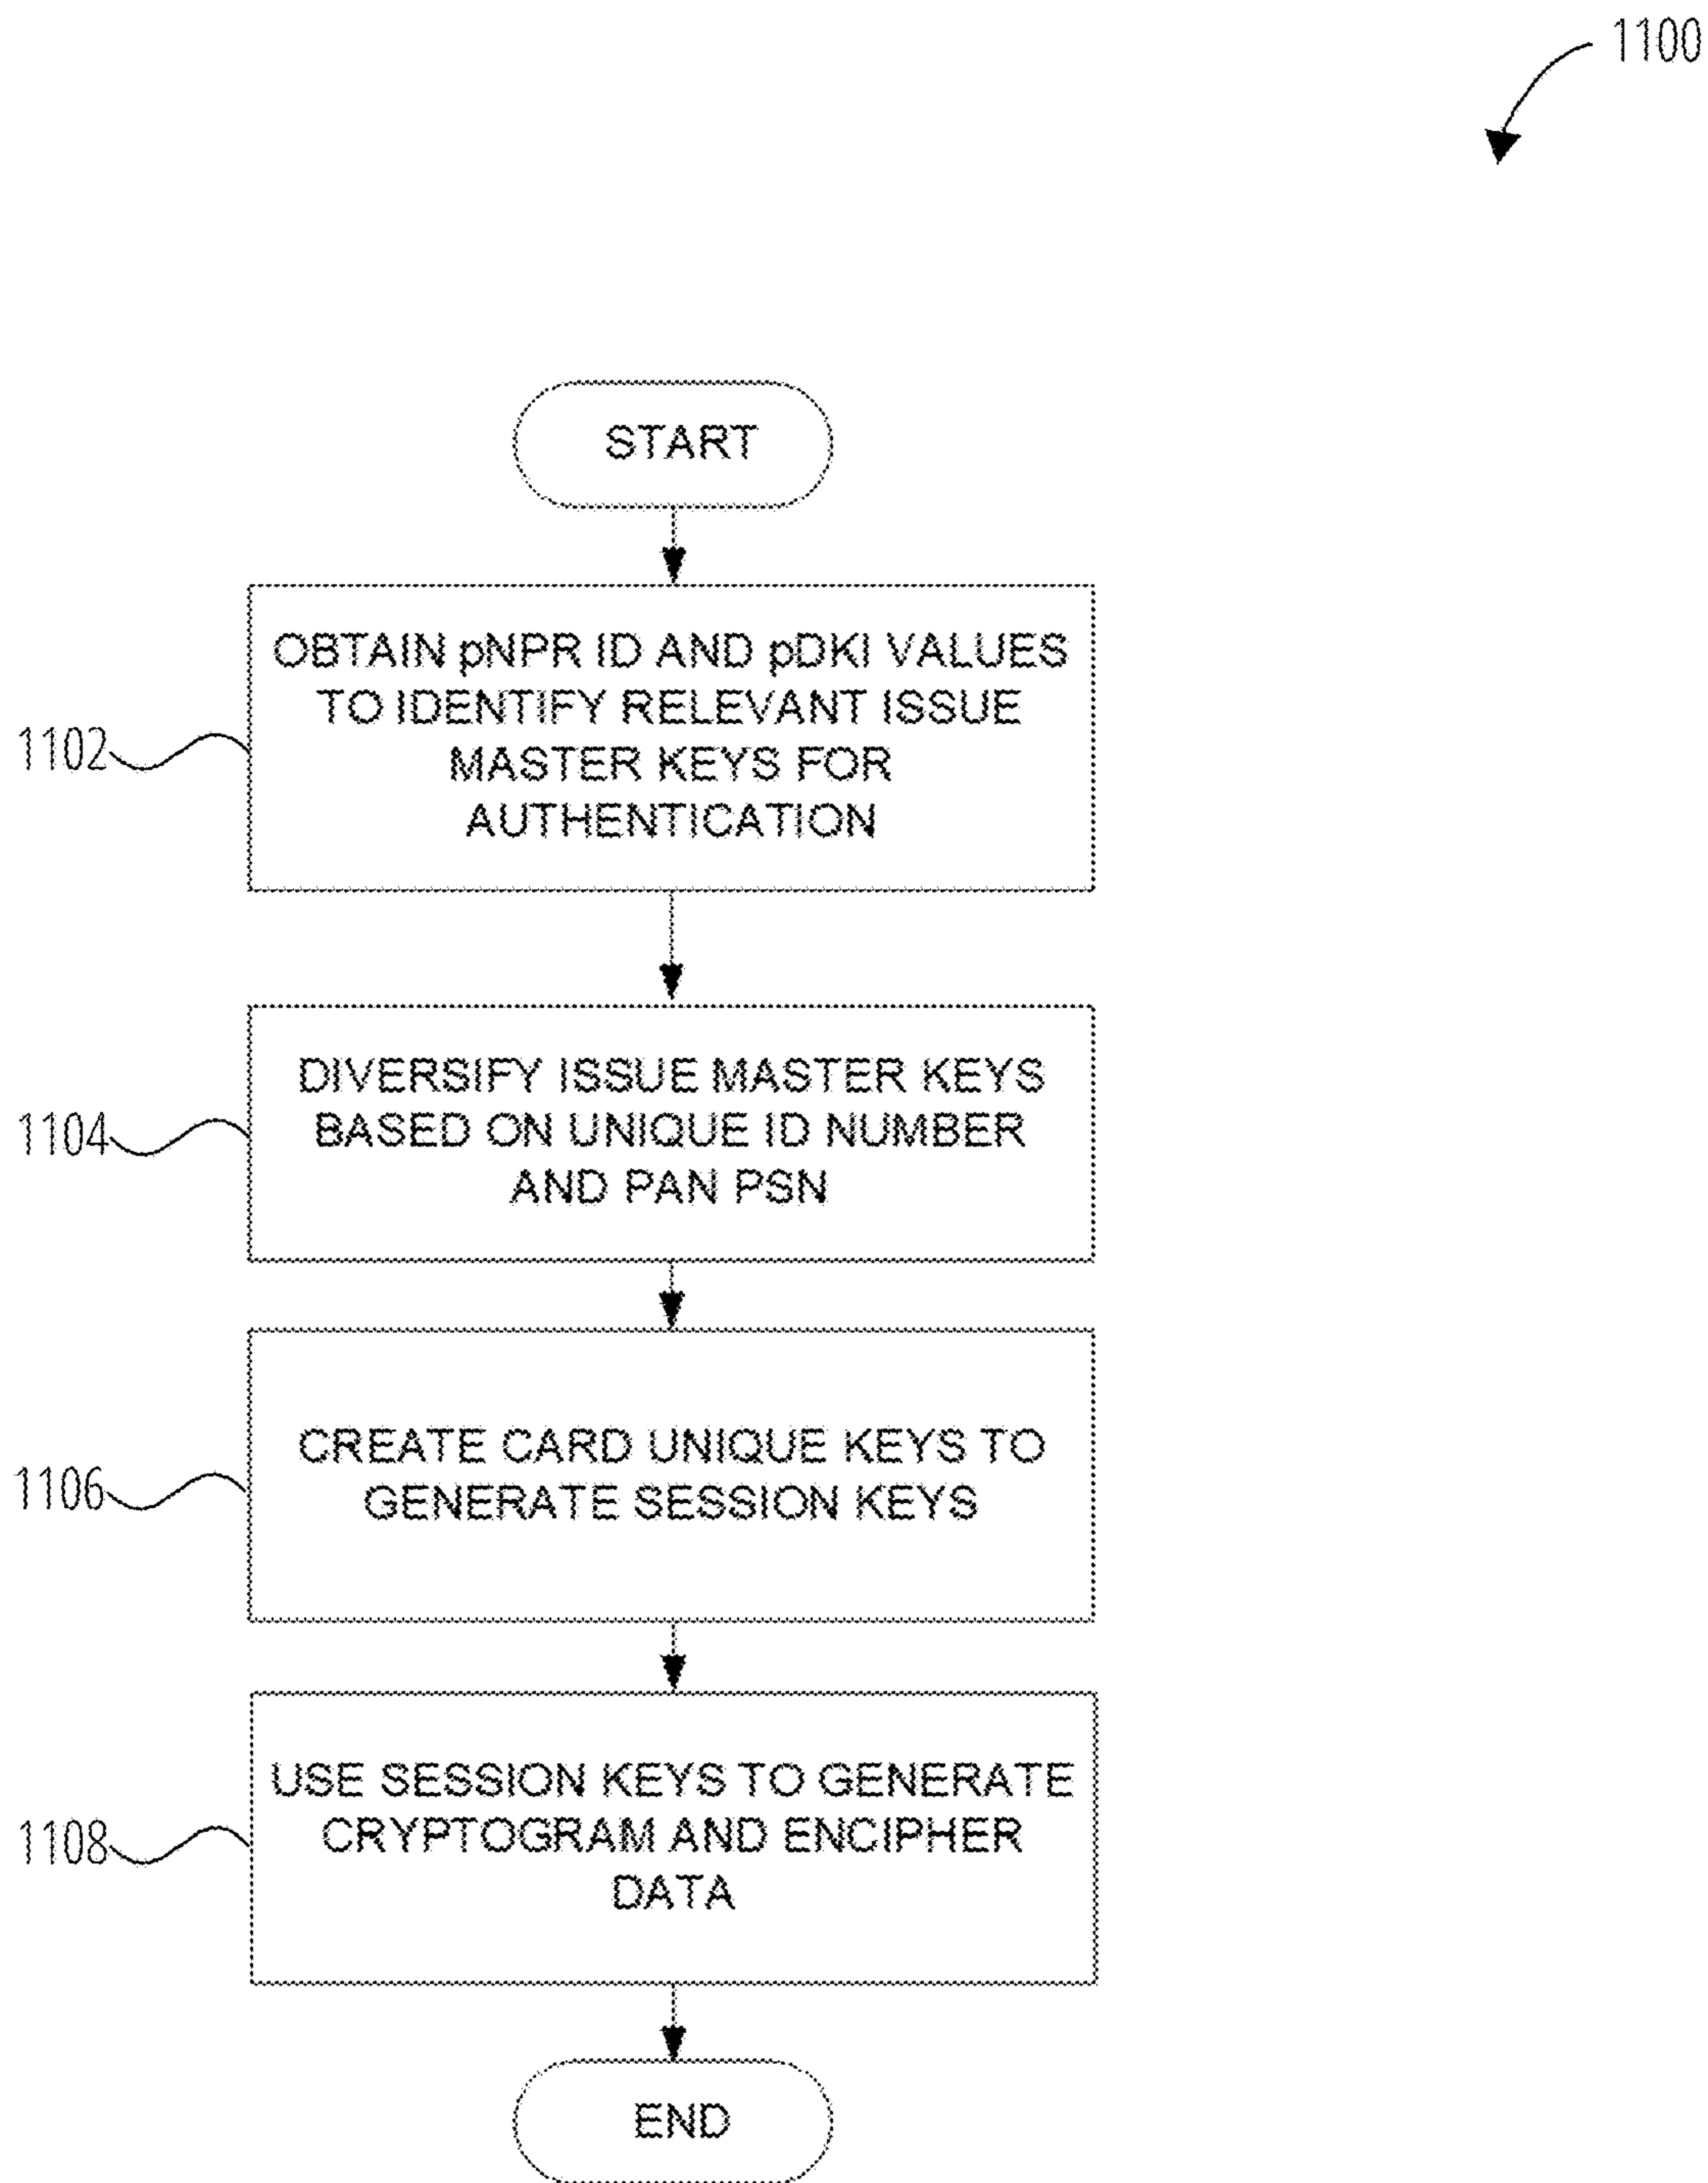 1100
START
OBTAIN pNPR ID AND pDKI VALUES
TO IDENTIFY RELEVANT ISSUE
MASTER KEYS FOR
AUTHENTICATION
1102
DIVERSIFY ISSUE MASTER KEYS
BASED ON UNIQUE ID NUMBER
AND PAN PSN
1104
CREATE CARD UNIQUE KEYS TO
GENERATE SESSION KEYS
1106
USE SESSION KEYS TO GENERATE
CRYPTOGRAM AND ENCIPHER
DATA
1108
END